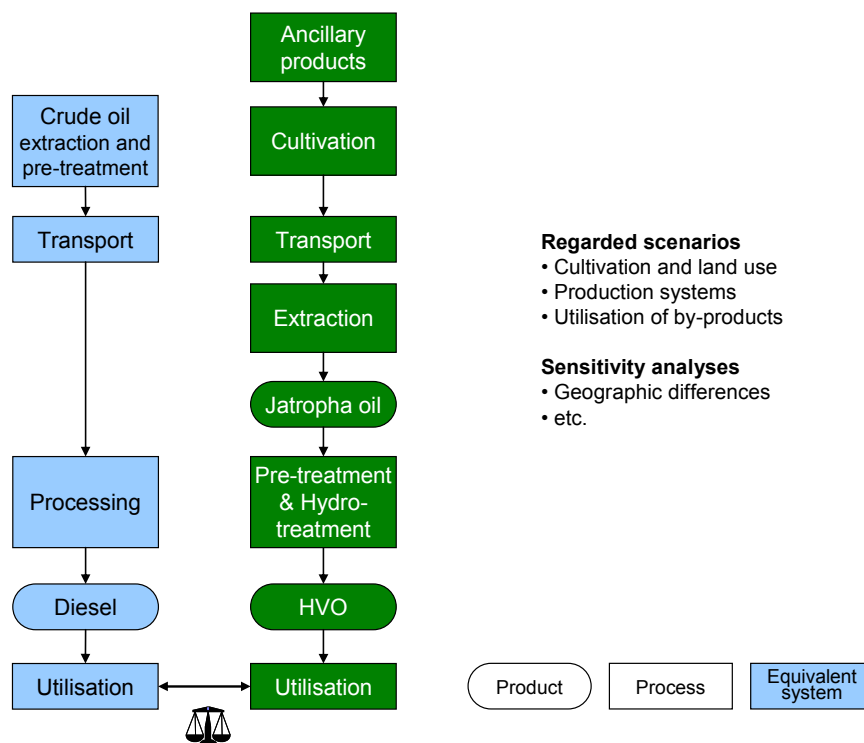 Crude oil
extraction and
pre-treatment
Transport
Processing
Diesel
Utilisation
Ancillary
products
Cultivation
Transport
Extraction
Jatropha oil
Pre-treatment
& Hydro-
treatment
HVO
Utilisation
Regarded scenarios
• Cultivation and land use
• Production systems
• Utilisation of by-products
Sensitivity analyses
• Geographic differences
• etc.
Product
Process
Equivalent
system